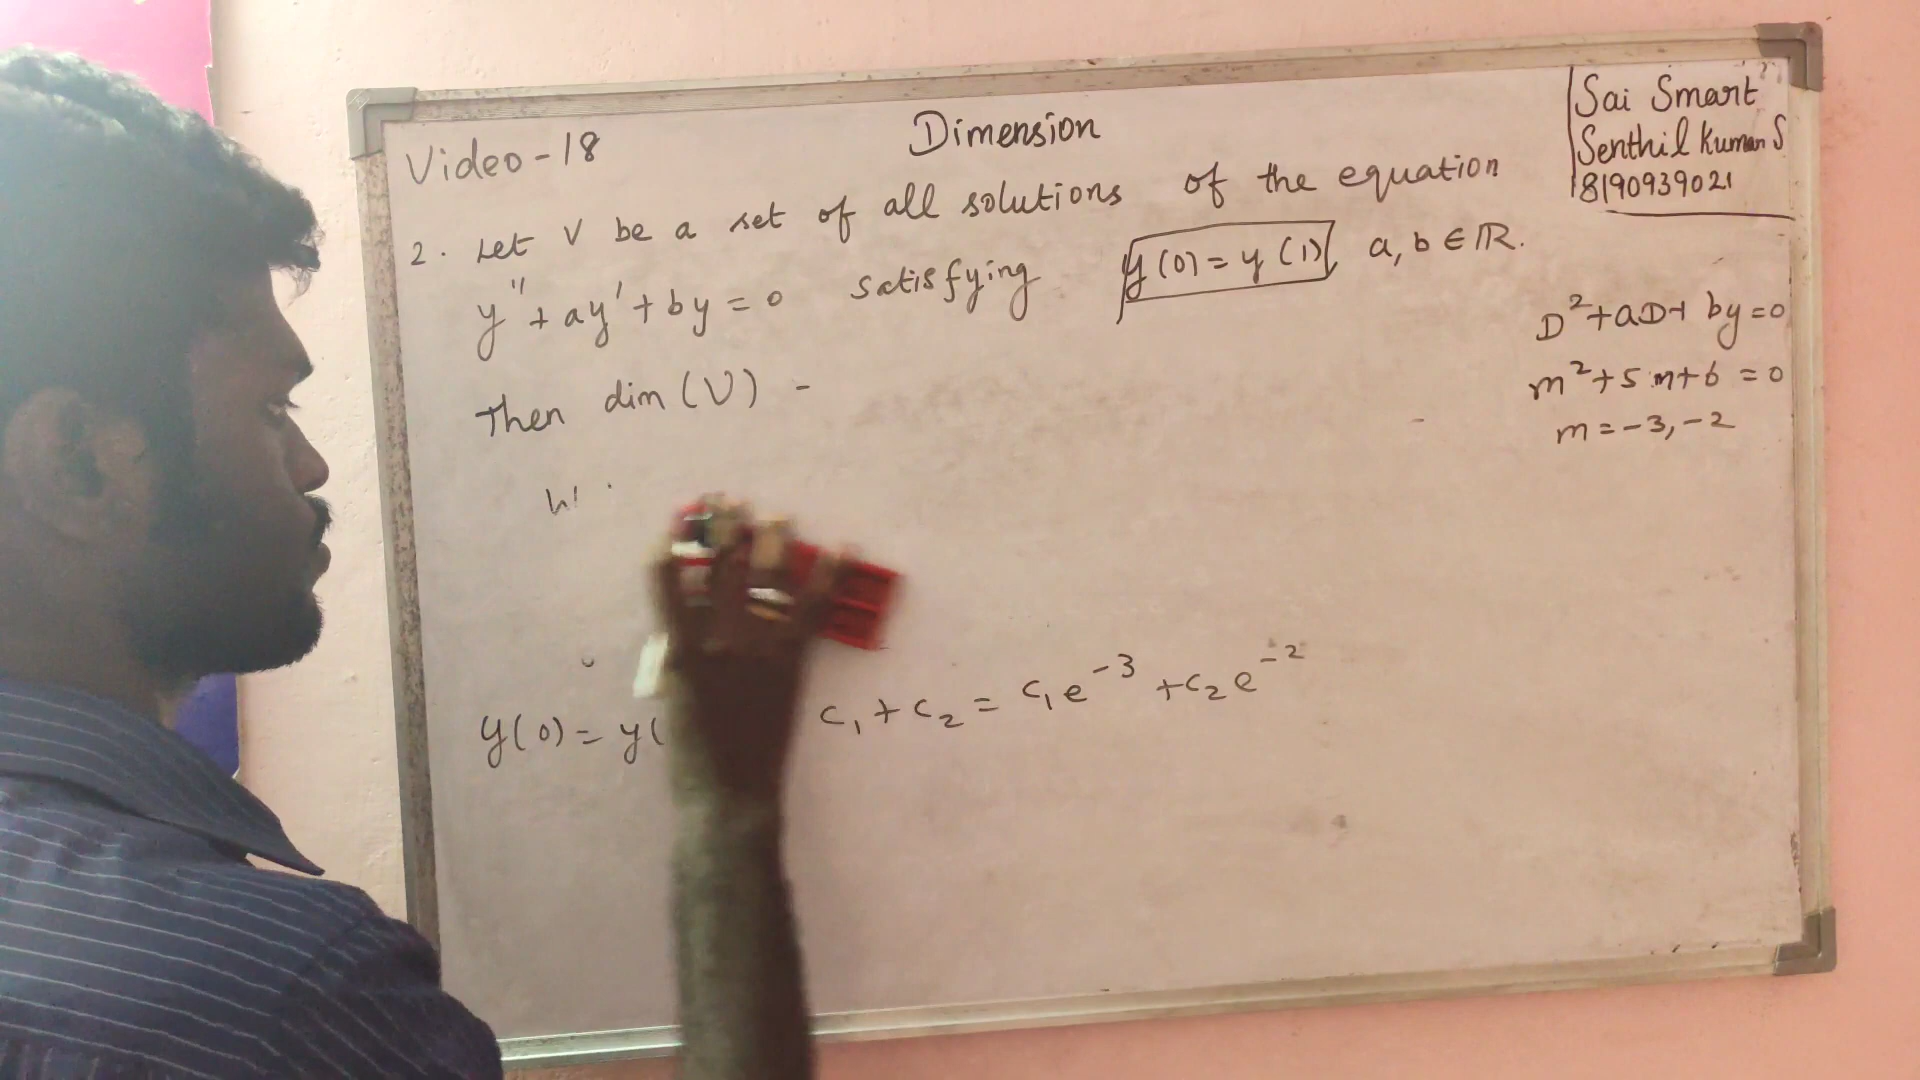 Video-18
Dimension
Sai Smart
Senthil Kumar S
8190939021
2. Let V be a set of all solutions of the equation
y'' + ay' + by = 0 satisfying y(0) = y(1), a, b ∈ ℝ.
Then dim(V) -
D² + aD + by = 0
m² + 5m + 6 = 0
m = -3, -2
y(0) = y( c₁ + c₂ = c₁e⁻³ + c₂e⁻²